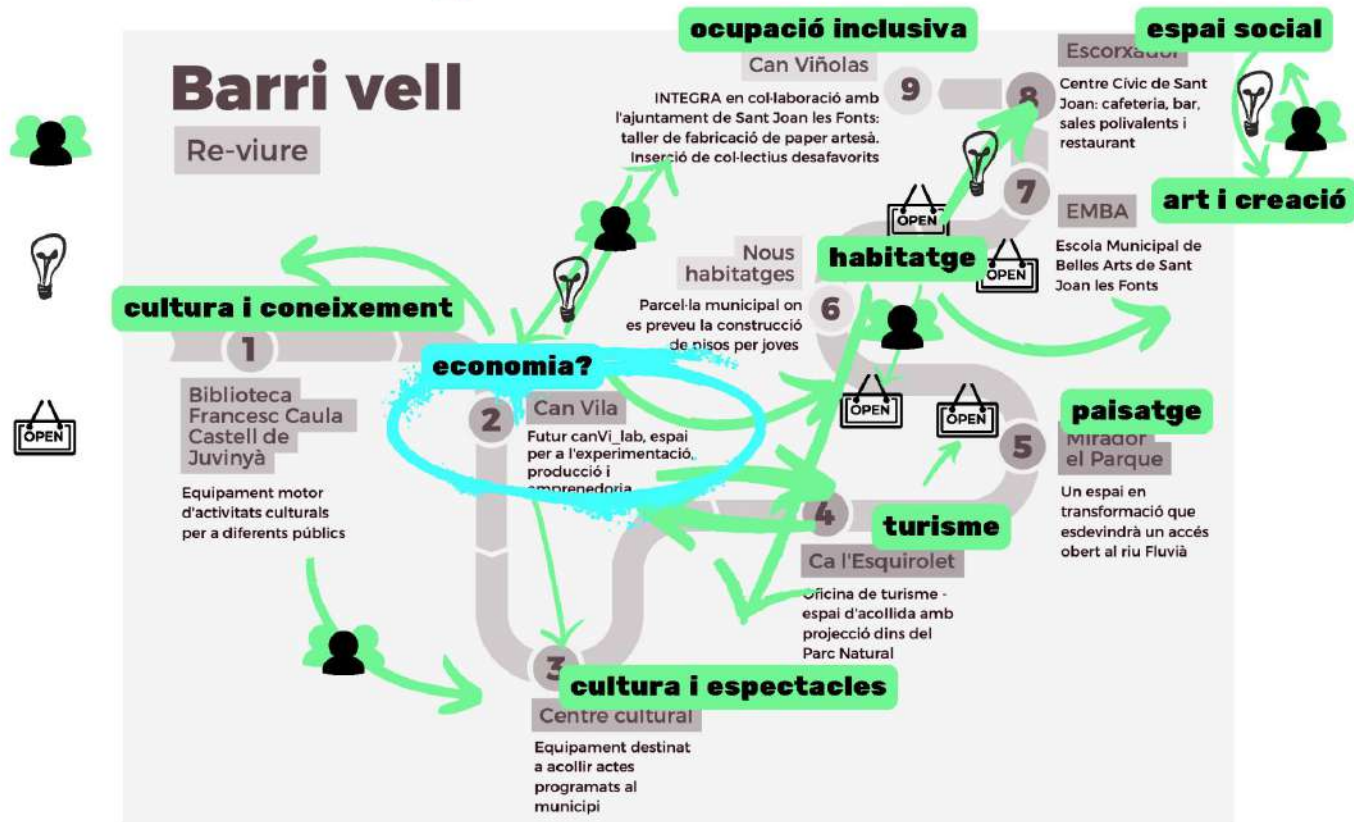 ocupació inclusiva
espai social
Barri vell
Re-viure
Can Viñolas
9
INTEGRA en col·laboració amb
l'ajuntament de Sant Joan les Fonts:
taller de fabricació de paper artesà.
Inserció de col·lectius desafavorits
Escorxador
8
Centre Cívic de Sant
Joan: cafeteria, bar,
sales polivalents i
restaurant
7
EMBA
Escola Municipal de
Belles Arts de Sant
Joan les Fonts
art i creació
OPEN
OPEN
habitatge
Nous
habitatges
6
Parcel·la municipal on
es preveu la construcció
de pisos per joves
cultura i coneixement
1
Biblioteca
Francesc Caula
Castell de
Juvinyà
Equipament motor
d'activitats culturals
per a diferents públics
economia?
2
Can Vila
Futur canVi_lab, espai
per a l'experimentació,
producció i
emprenedoria
OPEN
OPEN
OPEN
paisatge
5
Mirador
el Parque
Un espai en
transformació que
esdevindrà un accés
obert al riu Fluvià
turisme
4
Ca l'Esquirolet
Oficina de turisme -
espai d'acollida amb
projecció dins del
Parc Natural
3
cultura i espectacles
Centre cultural
Equipament destinat
a acollir actes
programats al
municipi